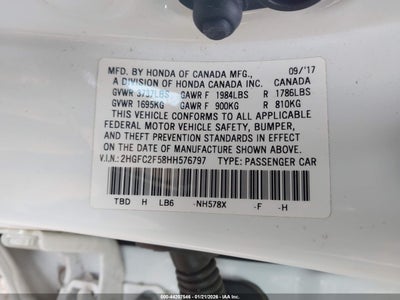 MFD. BY HONDA OF CANADA MFG., 09/'17
A DIVISION OF HONDA CANADA INC. CANADA
GVWR 3737LBS GAWR F 1984LBS R 1786LBS
GVWR 1695KG GAWR F 900KG R 810KG
THIS VEHICLE CONFORMS TO ALL APPLICABLE
FEDERAL MOTOR VEHICLE SAFETY, BUMPER,
AND THEFT PREVENTION STANDARDS IN EFFECT
ON THE DATE OF MANUFACTURE SHOWN ABOVE.
V.I.N.: 2HGFC2F58HH576797 TYPE: PASSENGER CAR
TBD H LB6 -NH578X -F -H